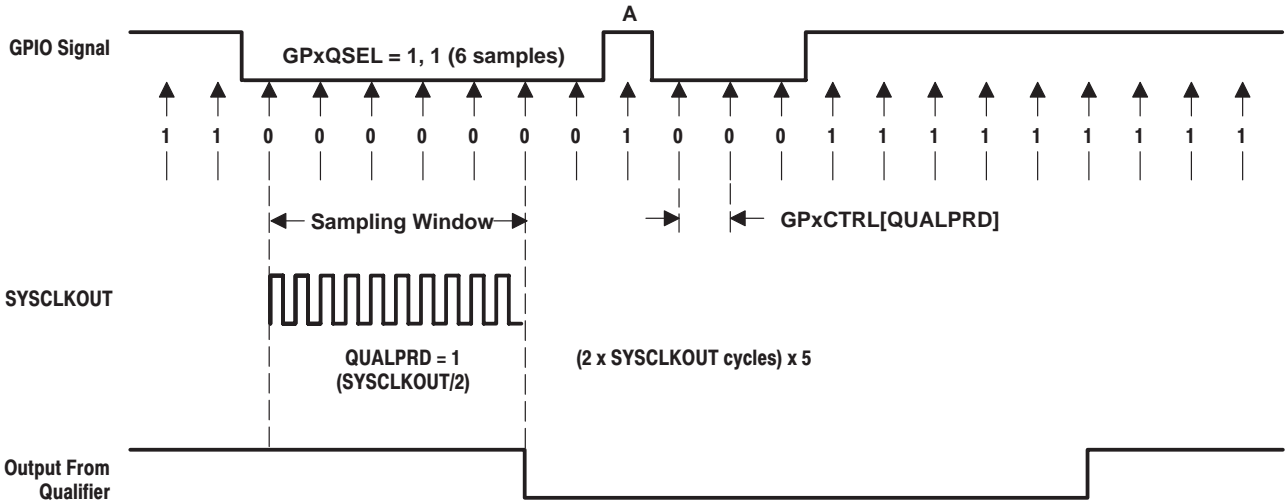 A
GPIO Signal
GPxQSEL = 1, 1 (6 samples)
1 1 0 0 0 0 0 0 0 1 0 0 0 1 1 1 1 1 1 1 1 1
Sampling Window
GPxCTRL[QUALPRD]
SYSCLKOUT
QUALPRD = 1
(SYSCLKOUT/2)
(2 x SYSCLKOUT cycles) x 5
Output From
Qualifier